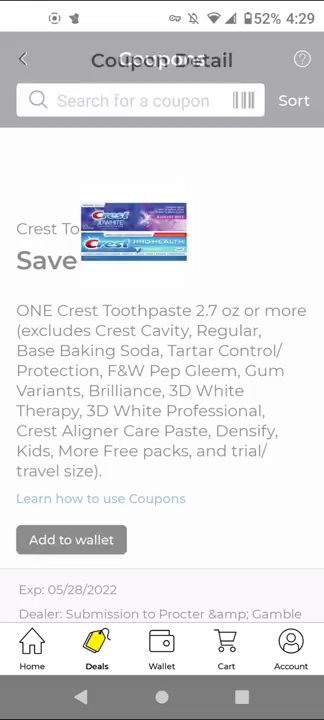 52% 4:29
Coupon Detail
Coupons
Search for a coupon
Sort
Crest To
Crest 3DWHITE
Crest PRO-HEALTH
Save
ONE Crest Toothpaste 2.7 oz or more
(excludes Crest Cavity, Regular,
Base Baking Soda, Tartar Control/
Protection, F&W Pep Gleem, Gum
Variants, Brilliance, 3D White
Therapy, 3D White Professional,
Crest Aligner Care Paste, Densify,
Kids, More Free packs, and trial/
travel size).
Learn how to use Coupons
Add to wallet
Exp: 05/28/2022
Dealer: Submission to Procter &amp; Gamble
Home Deals Wallet Cart Account